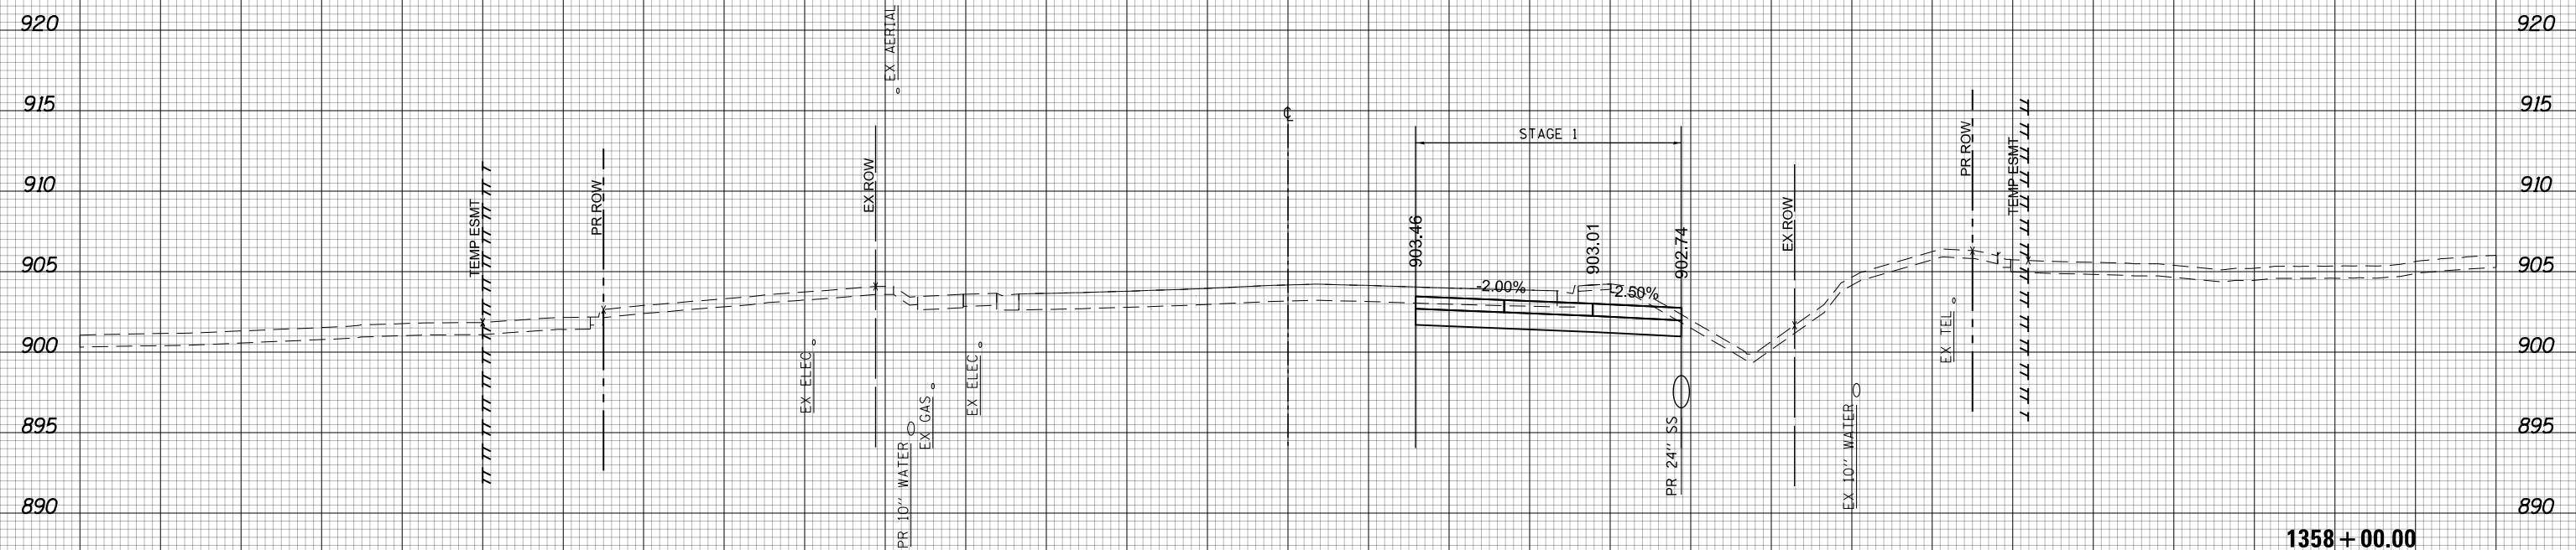 920
915
910
905
900
895
890
TEMP ESMT
PR ROW
EX ELEC
EX ROW
EX AERIAL
PR 10'' WATER
EX GAS
EX ELEC
℄
STAGE 1
903.46
903.01
902.74
-2.00%
-2.50%
PR 24'' SS
EX ROW
EX 10'' WATER
EX TEL
PR ROW
TEMP ESMT
920
915
910
905
900
895
890
1358+00.00